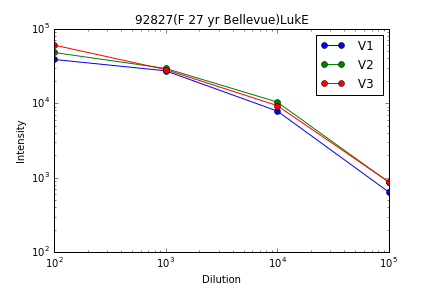 92827(F 27 yr Bellevue)LukE
V1
V2
V3
Intensity
10^5
10^4
10^3
10^2
10^2 10^3 10^4 10^5
Dilution